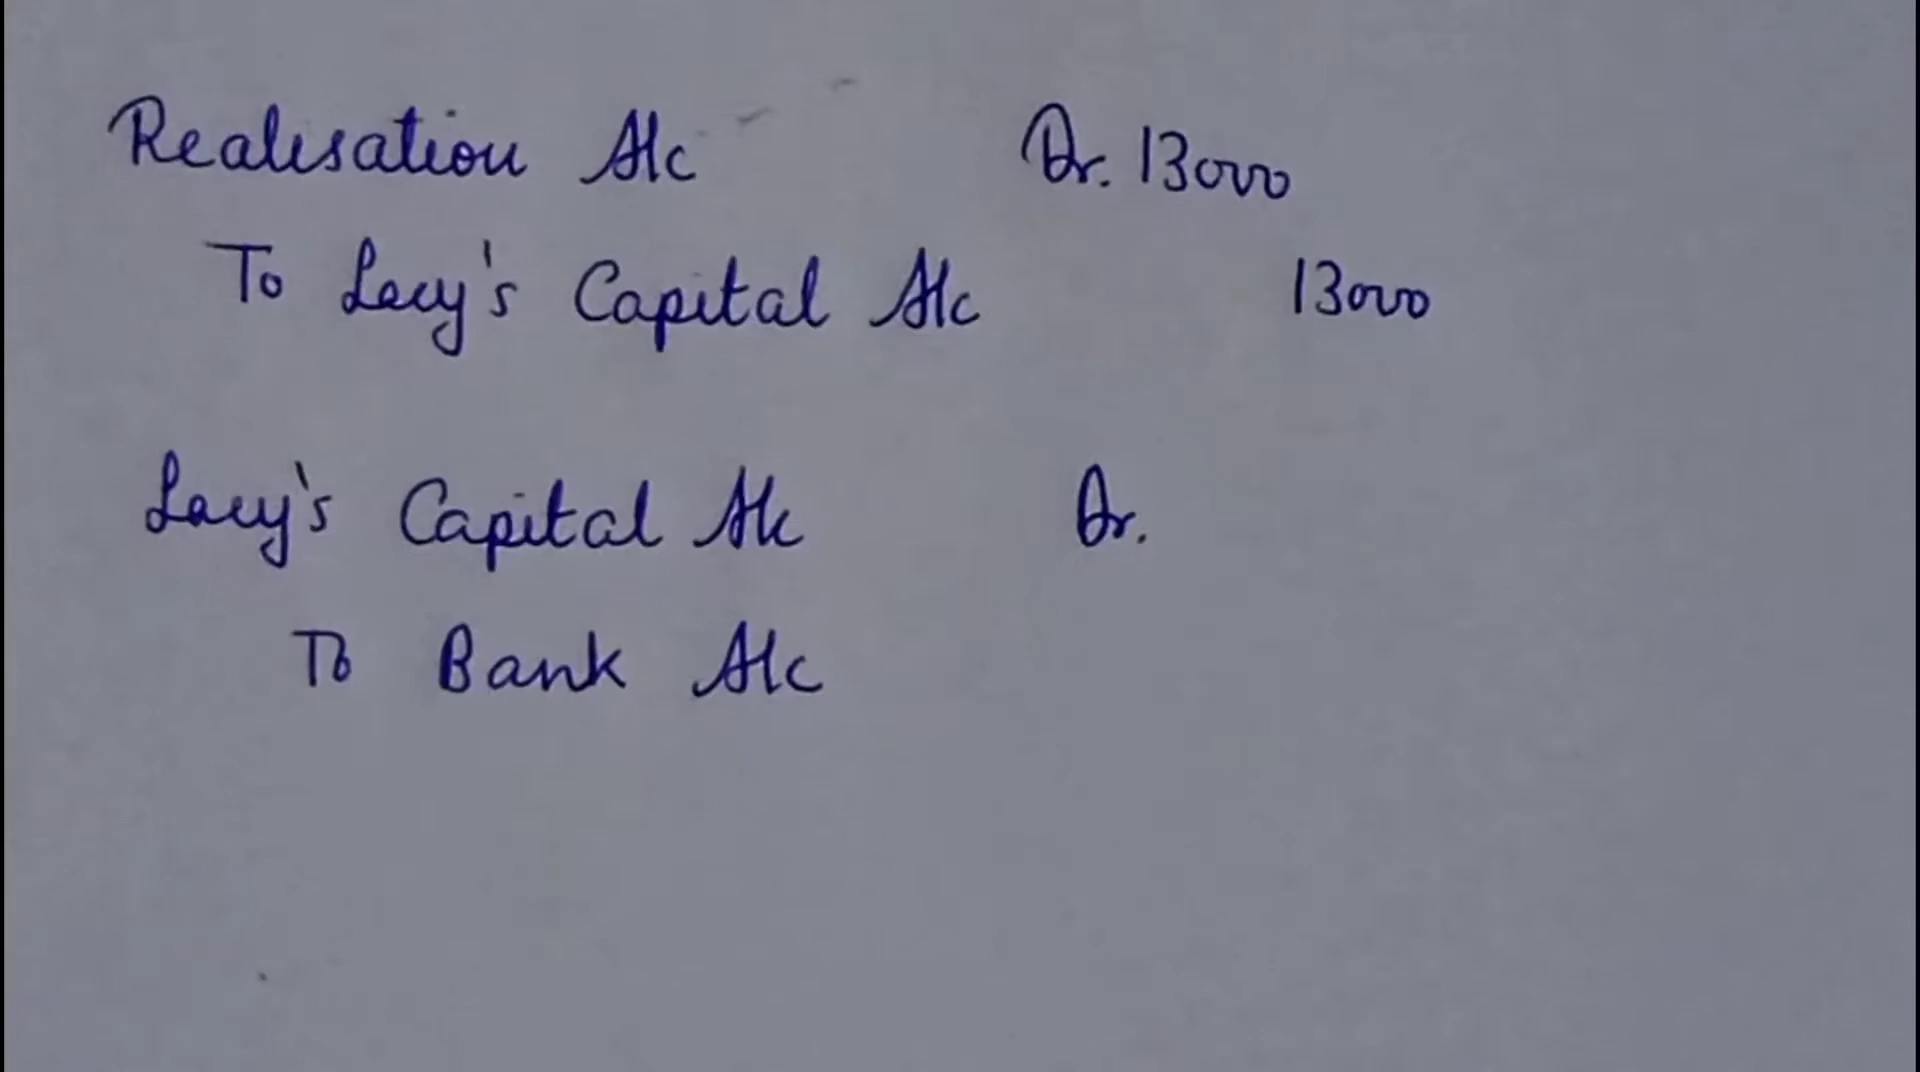 Realisation A/c Dr. 13000
To Lacy's Capital A/c 13000
Lacy's Capital A/c Dr.
To Bank A/c